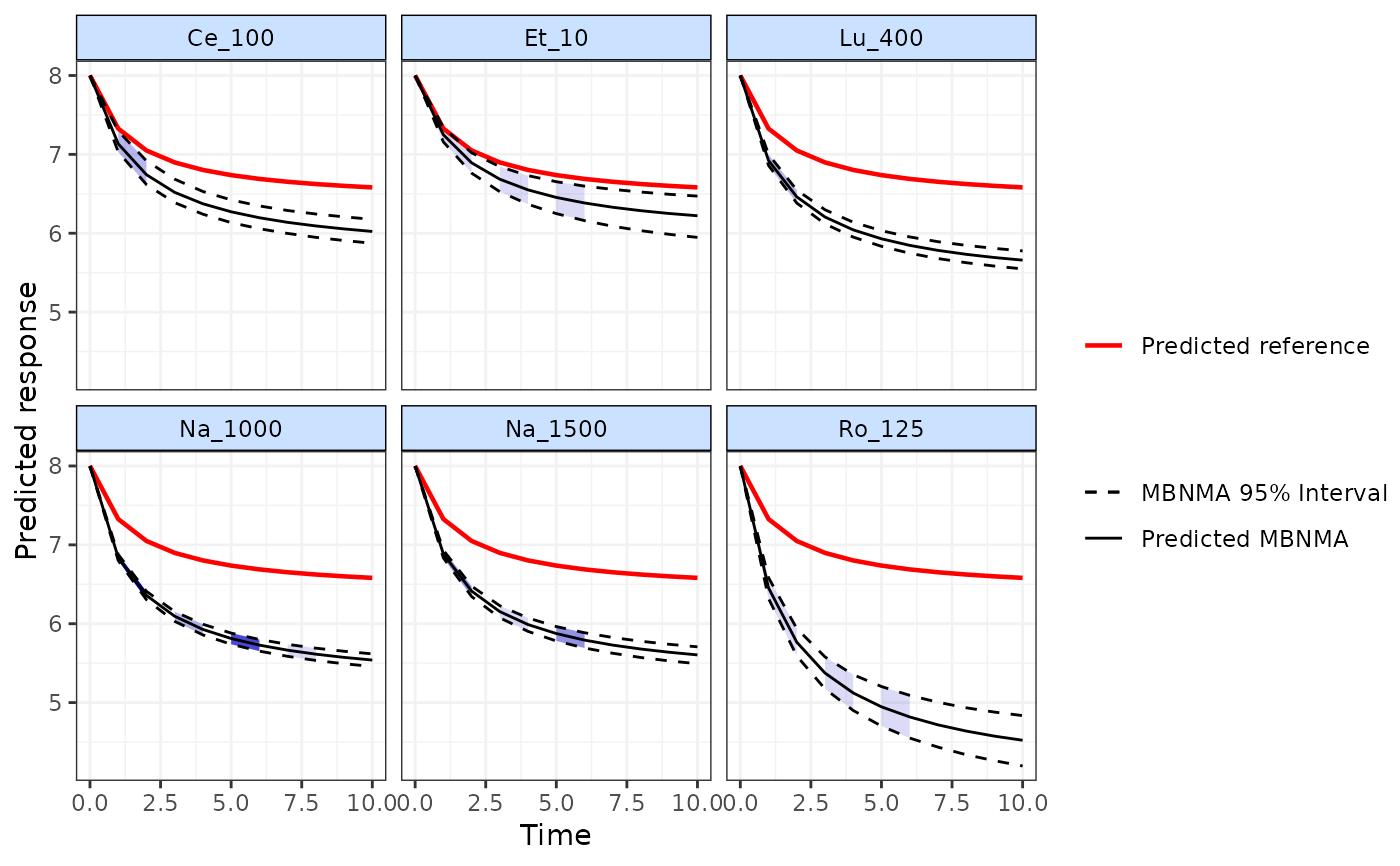 Ce_100 Et_10 Lu_400
8
7
6
5
Predicted response
Predicted reference
MBNMA 95% Interval
Predicted MBNMA
Na_1000 Na_1500 Ro_125
8
7
6
5
0.0 2.5 5.0 7.5 10.0 0.0 2.5 5.0 7.5 10.0 0.0 2.5 5.0 7.5 10.0
Time